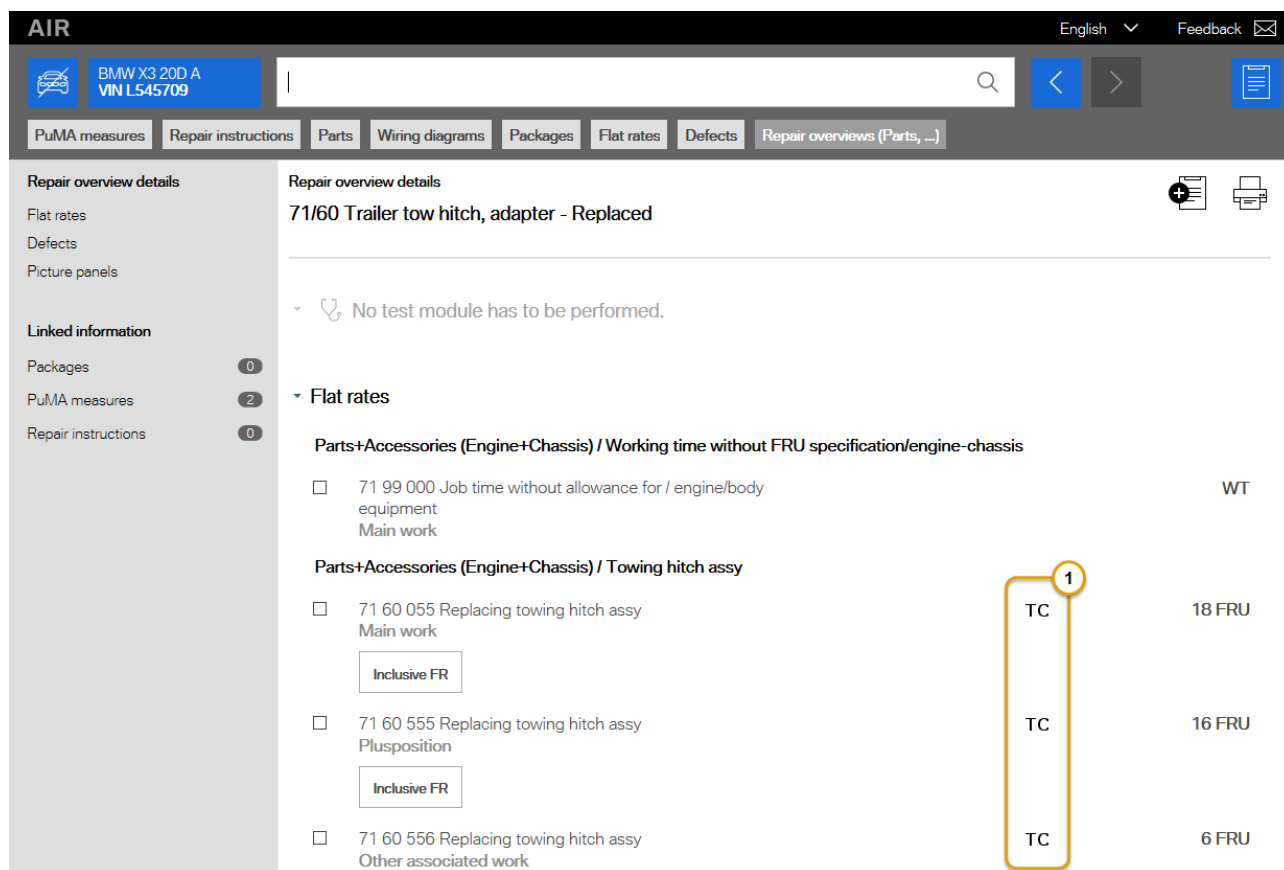 AIR
English
Feedback
BMW X3 20D A
VIN L545709
PuMA measures
Repair instructions
Parts
Wiring diagrams
Packages
Flat rates
Defects
Repair overviews (Parts, ...)
Repair overview details
Flat rates
Defects
Picture panels
Linked information
Packages 0
PuMA measures 2
Repair instructions 0
Repair overview details
71/60 Trailer tow hitch, adapter - Replaced
No test module has to be performed.
Flat rates
Parts+Accessories (Engine+Chassis) / Working time without FRU specification/engine-chassis
71 99 000 Job time without allowance for / engine/body WT
equipment
Main work
Parts+Accessories (Engine+Chassis) / Towing hitch assy
1
71 60 055 Replacing towing hitch assy TC 18 FRU
Main work
Inclusive FR
71 60 555 Replacing towing hitch assy TC 16 FRU
Plusposition
Inclusive FR
71 60 556 Replacing towing hitch assy TC 6 FRU
Other associated work